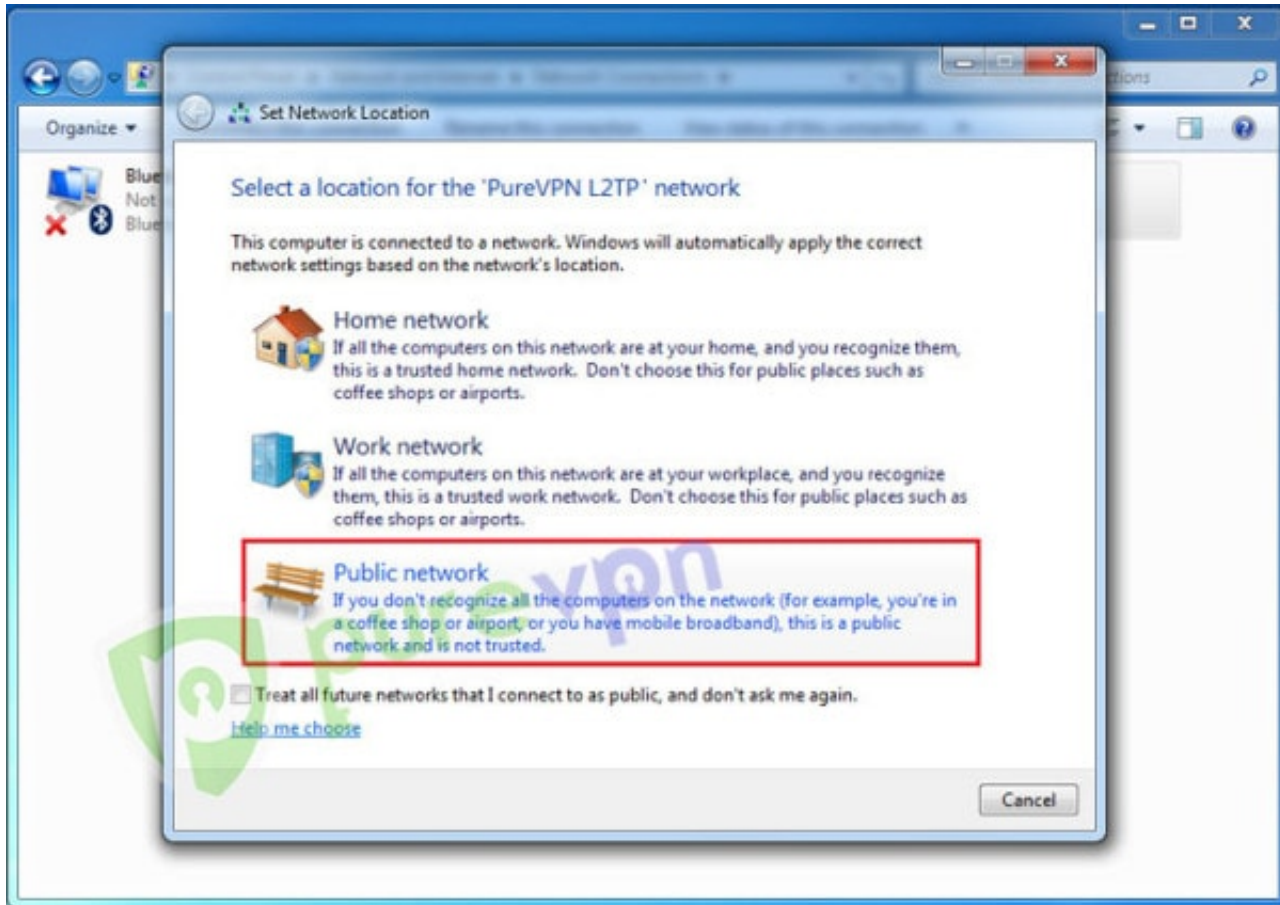 tions
Organize
Set Network Location
Blue
Not
Blue
Select a location for the 'PureVPN L2TP' network
This computer is connected to a network. Windows will automatically apply the correct
network settings based on the network's location.
Home network
If all the computers on this network are at your home, and you recognize them,
this is a trusted home network. Don't choose this for public places such as
coffee shops or airports.
Work network
If all the computers on this network are at your workplace, and you recognize
them, this is a trusted work network. Don't choose this for public places such as
coffee shops or airports.
Public network
If you don't recognize all the computers on the network (for example, you're in
a coffee shop or airport, or you have mobile broadband), this is a public
network and is not trusted.
purevpn
Treat all future networks that I connect to as public, and don't ask me again.
Help me choose
Cancel